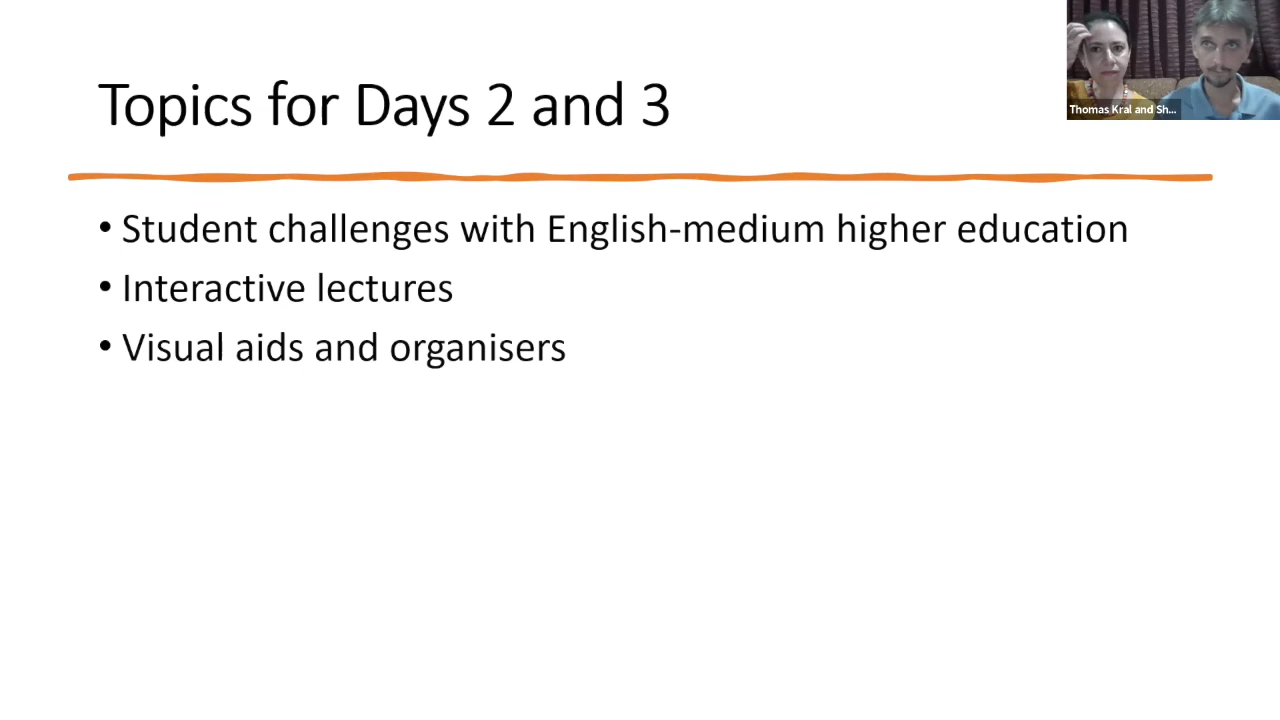 Topics for Days 2 and 3
Thomas Kral and Sh...
• Student challenges with English-medium higher education
• Interactive lectures
• Visual aids and organisers